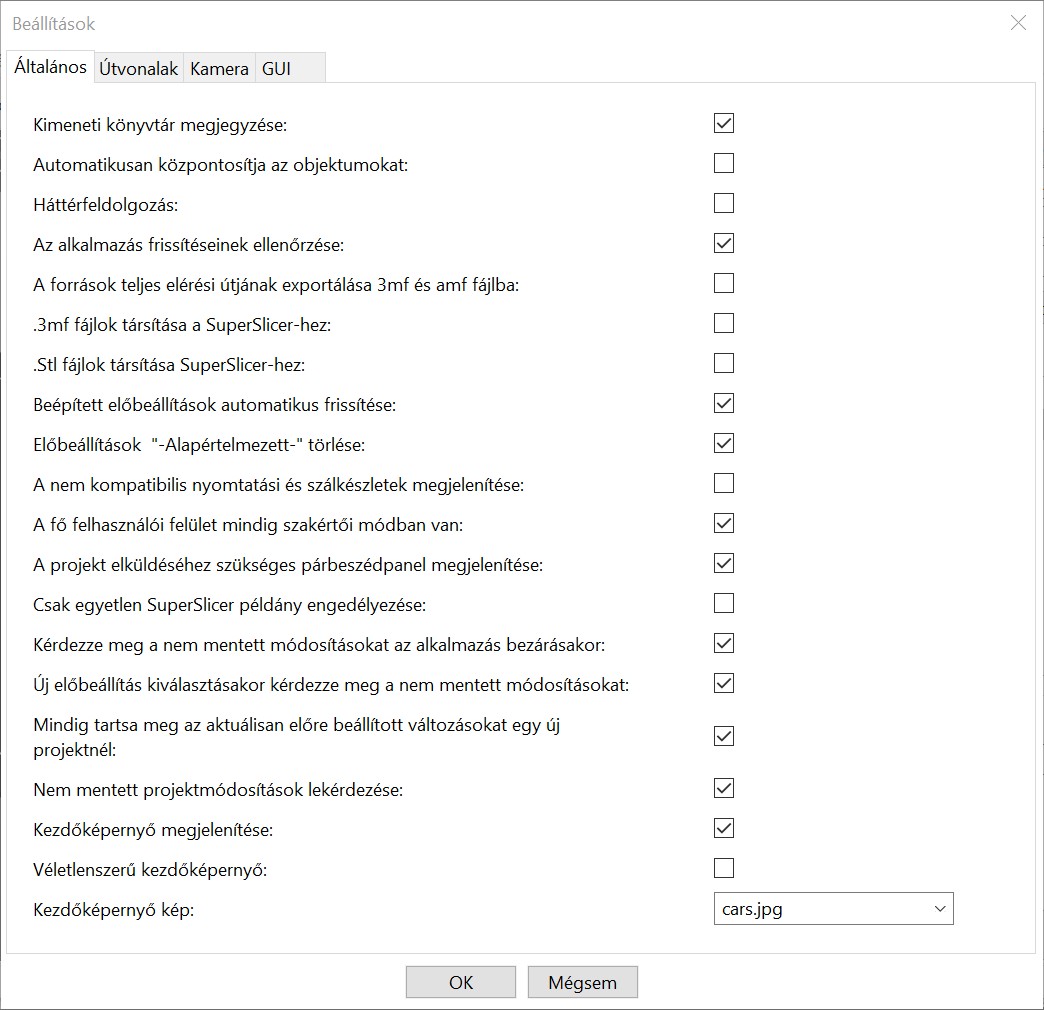 Beállítások
Általános Útvonalak Kamera GUI
Kimeneti könyvtár megjegyzése:
Automatikusan központosítja az objektumokat:
Háttérfeldolgozás:
Az alkalmazás frissítéseinek ellenőrzése:
A források teljes elérési útjának exportálása 3mf és amf fájlba:
.3mf fájlok társítása a SuperSlicer-hez:
.Stl fájlok társítása SuperSlicer-hez:
Beépített előbeállítások automatikus frissítése:
Előbeállítások  "-Alapértelmezett-" törlése:
A nem kompatibilis nyomtatási és szálkészletek megjelenítése:
A fő felhasználói felület mindig szakértői módban van:
A projekt elküldéséhez szükséges párbeszédpanel megjelenítése:
Csak egyetlen SuperSlicer példány engedélyezése:
Kérdezze meg a nem mentett módosításokat az alkalmazás bezárásakor:
Új előbeállítás kiválasztásakor kérdezze meg a nem mentett módosításokat:
Mindig tartsa meg az aktuálisan előre beállított változásokat egy új
projektnél:
Nem mentett projektmódosítások lekérdezése:
Kezdőképernyő megjelenítése:
Véletlenszerű kezdőképernyő:
Kezdőképernyő kép: cars.jpg
OK Mégsem